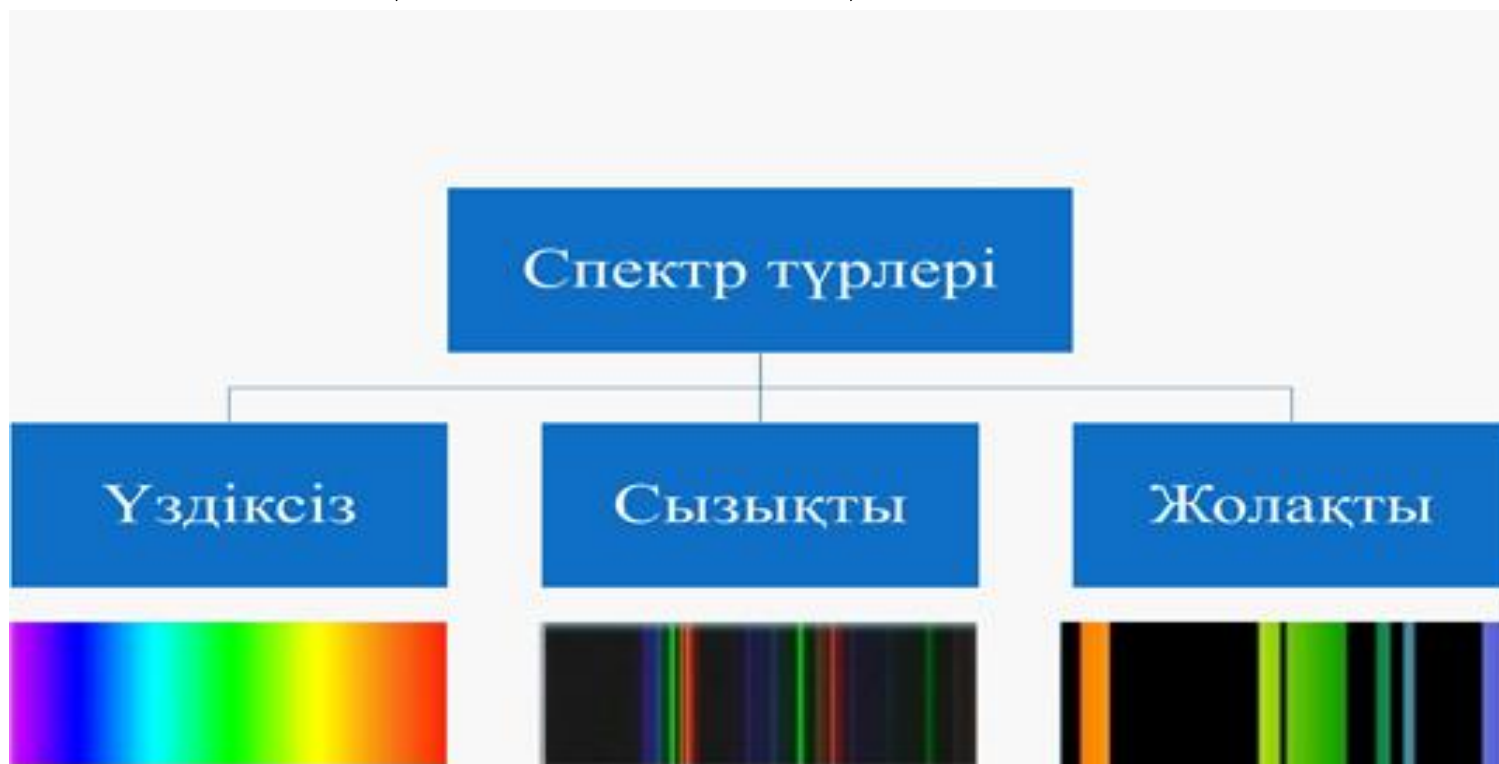 Спектр түрлері
Үздіксіз
Сызықты
Жолақты